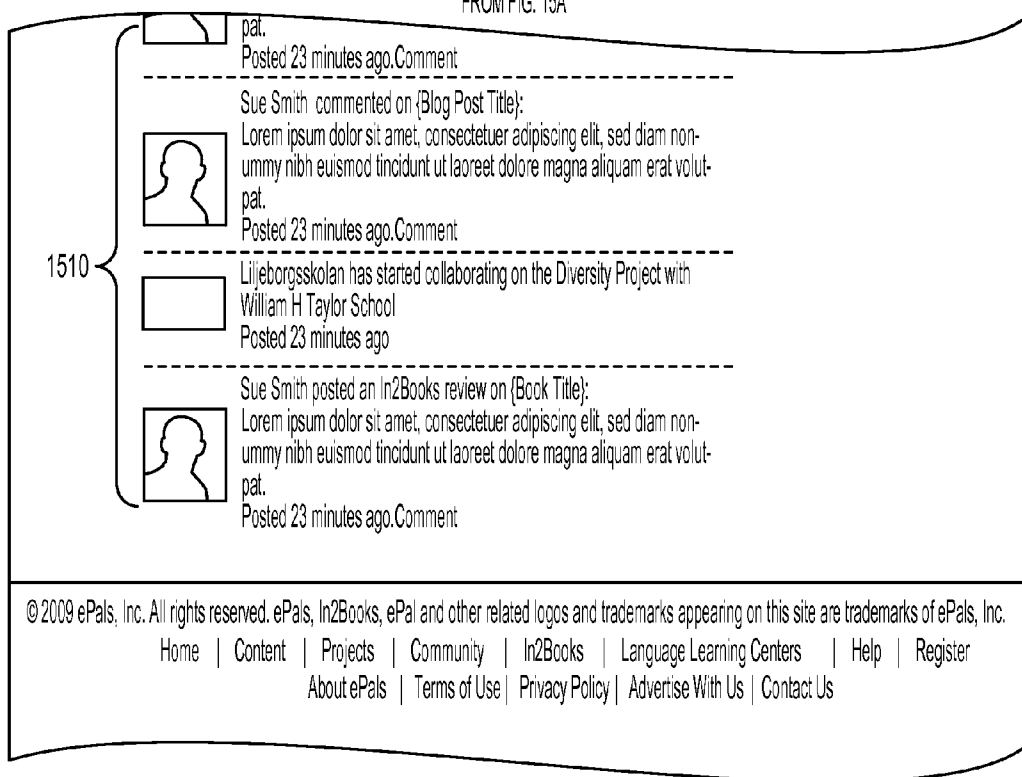 FROM FIG. 15A
pat.
Posted 23 minutes ago.Comment
Sue Smith commented on {Blog Post Title}:
Lorem ipsum dolor sit amet, consectetuer adipiscing elit, sed diam non-
ummy nibh euismod tincidunt ut laoreet dolore magna aliquam erat volut-
pat.
Posted 23 minutes ago.Comment
1510
Liljeborgsskolan has started collaborating on the Diversity Project with
William H Taylor School
Posted 23 minutes ago
Sue Smith posted an In2Books review on {Book Title}:
Lorem ipsum dolor sit amet, consectetuer adipiscing elit, sed diam non-
ummy nibh euismod tincidunt ut laoreet dolore magna aliquam erat volut-
pat.
Posted 23 minutes ago.Comment
© 2009 ePals, Inc. All rights reserved. ePals, In2Books, ePal and other related logos and trademarks appearing on this site are trademarks of ePals, Inc.
Home | Content | Projects | Community | In2Books | Language Learning Centers | Help | Register
About ePals | Terms of Use | Privacy Policy | Advertise With Us | Contact Us